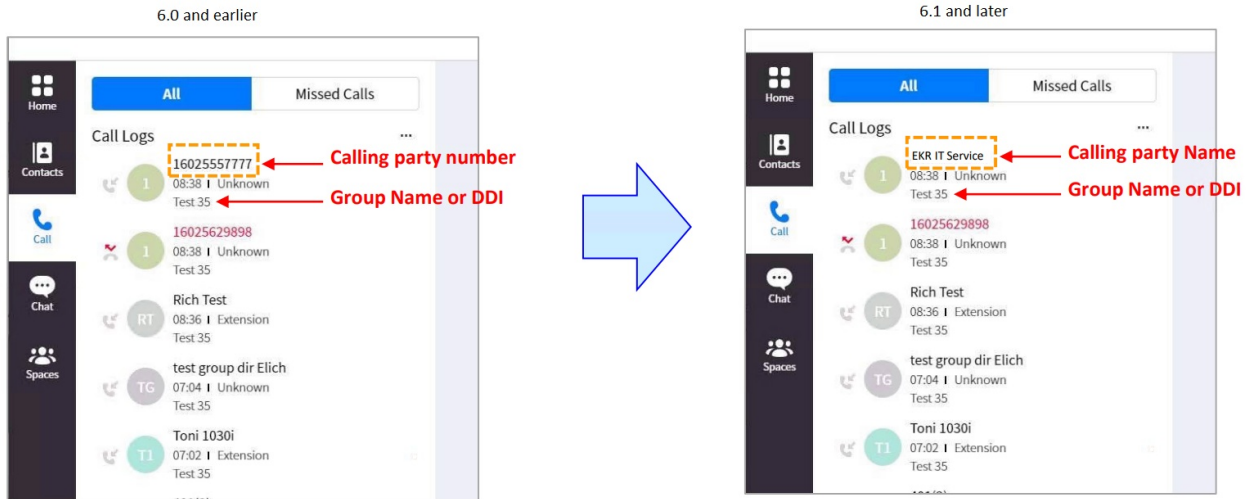 6.0 and earlier
Home
Contacts
Call
Chat
Spaces
All
Missed Calls
Call Logs
...
16025557777
Calling party number
1
08:38 I Unknown
Test 35
Group Name or DDI
16025629898
1
08:38 I Unknown
Test 35
Rich Test
RT
08:36 I Extension
Test 35
test group dir Elich
TG
07:04 I Unknown
Test 35
Toni 1030i
T1
07:02 I Extension
Test 35
6.1 and later
Home
Contacts
Call
Chat
Spaces
All
Missed Calls
Call Logs
...
EKR IT Service
Calling party Name
1
08:38 I Unknown
Test 35
Group Name or DDI
16025629898
1
08:38 I Unknown
Test 35
Rich Test
RT
08:36 I Extension
Test 35
test group dir Elich
TG
07:04 I Unknown
Test 35
Toni 1030i
T1
07:02 I Extension
Test 35